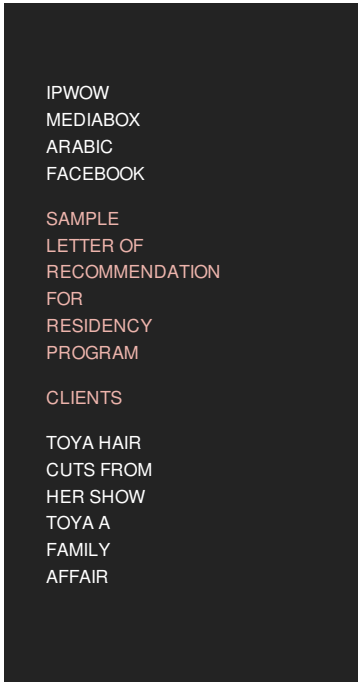 IPWOW
MEDIABOX
ARABIC
FACEBOOK
SAMPLE
LETTER OF
RECOMMENDATION
FOR
RESIDENCY
PROGRAM
CLIENTS
TOYA HAIR
CUTS FROM
HER SHOW
TOYA A
FAMILY
AFFAIR